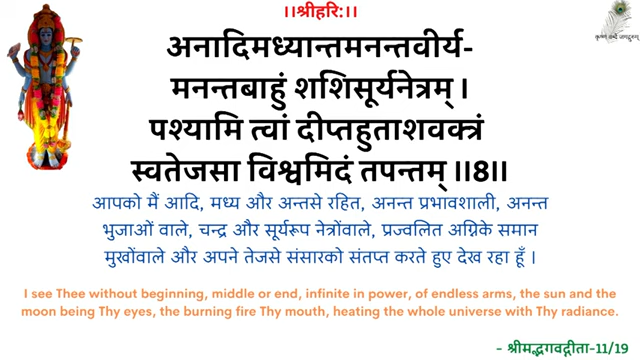 ।।श्रीहरि:।।
कृष्णं वन्दे जगद्गुरुम्
अनादिमध्यान्तमनन्तवीर्य-
मनन्तबाहुं शशिसूर्यनेत्रम् ।
पश्यामि त्वां दीप्तहुताशवक्त्रं
स्वतेजसा विश्वमिदं तपन्तम् ।।8।।
आपको मैं आदि, मध्य और अन्तसे रहित, अनन्त प्रभावशाली, अनन्त
भुजाओं वाले, चन्द्र और सूर्यरूप नेत्रोंवाले, प्रज्वलित अग्निके समान
मुखोंवाले और अपने तेजसे संसारको संतप्त करते हुए देख रहा हूँ ।
I see Thee without beginning, middle or end, infinite in power, of endless arms, the sun and the
moon being Thy eyes, the burning fire Thy mouth, heating the whole universe with Thy radiance.
- श्रीमद्भगवद्गीता-11/19